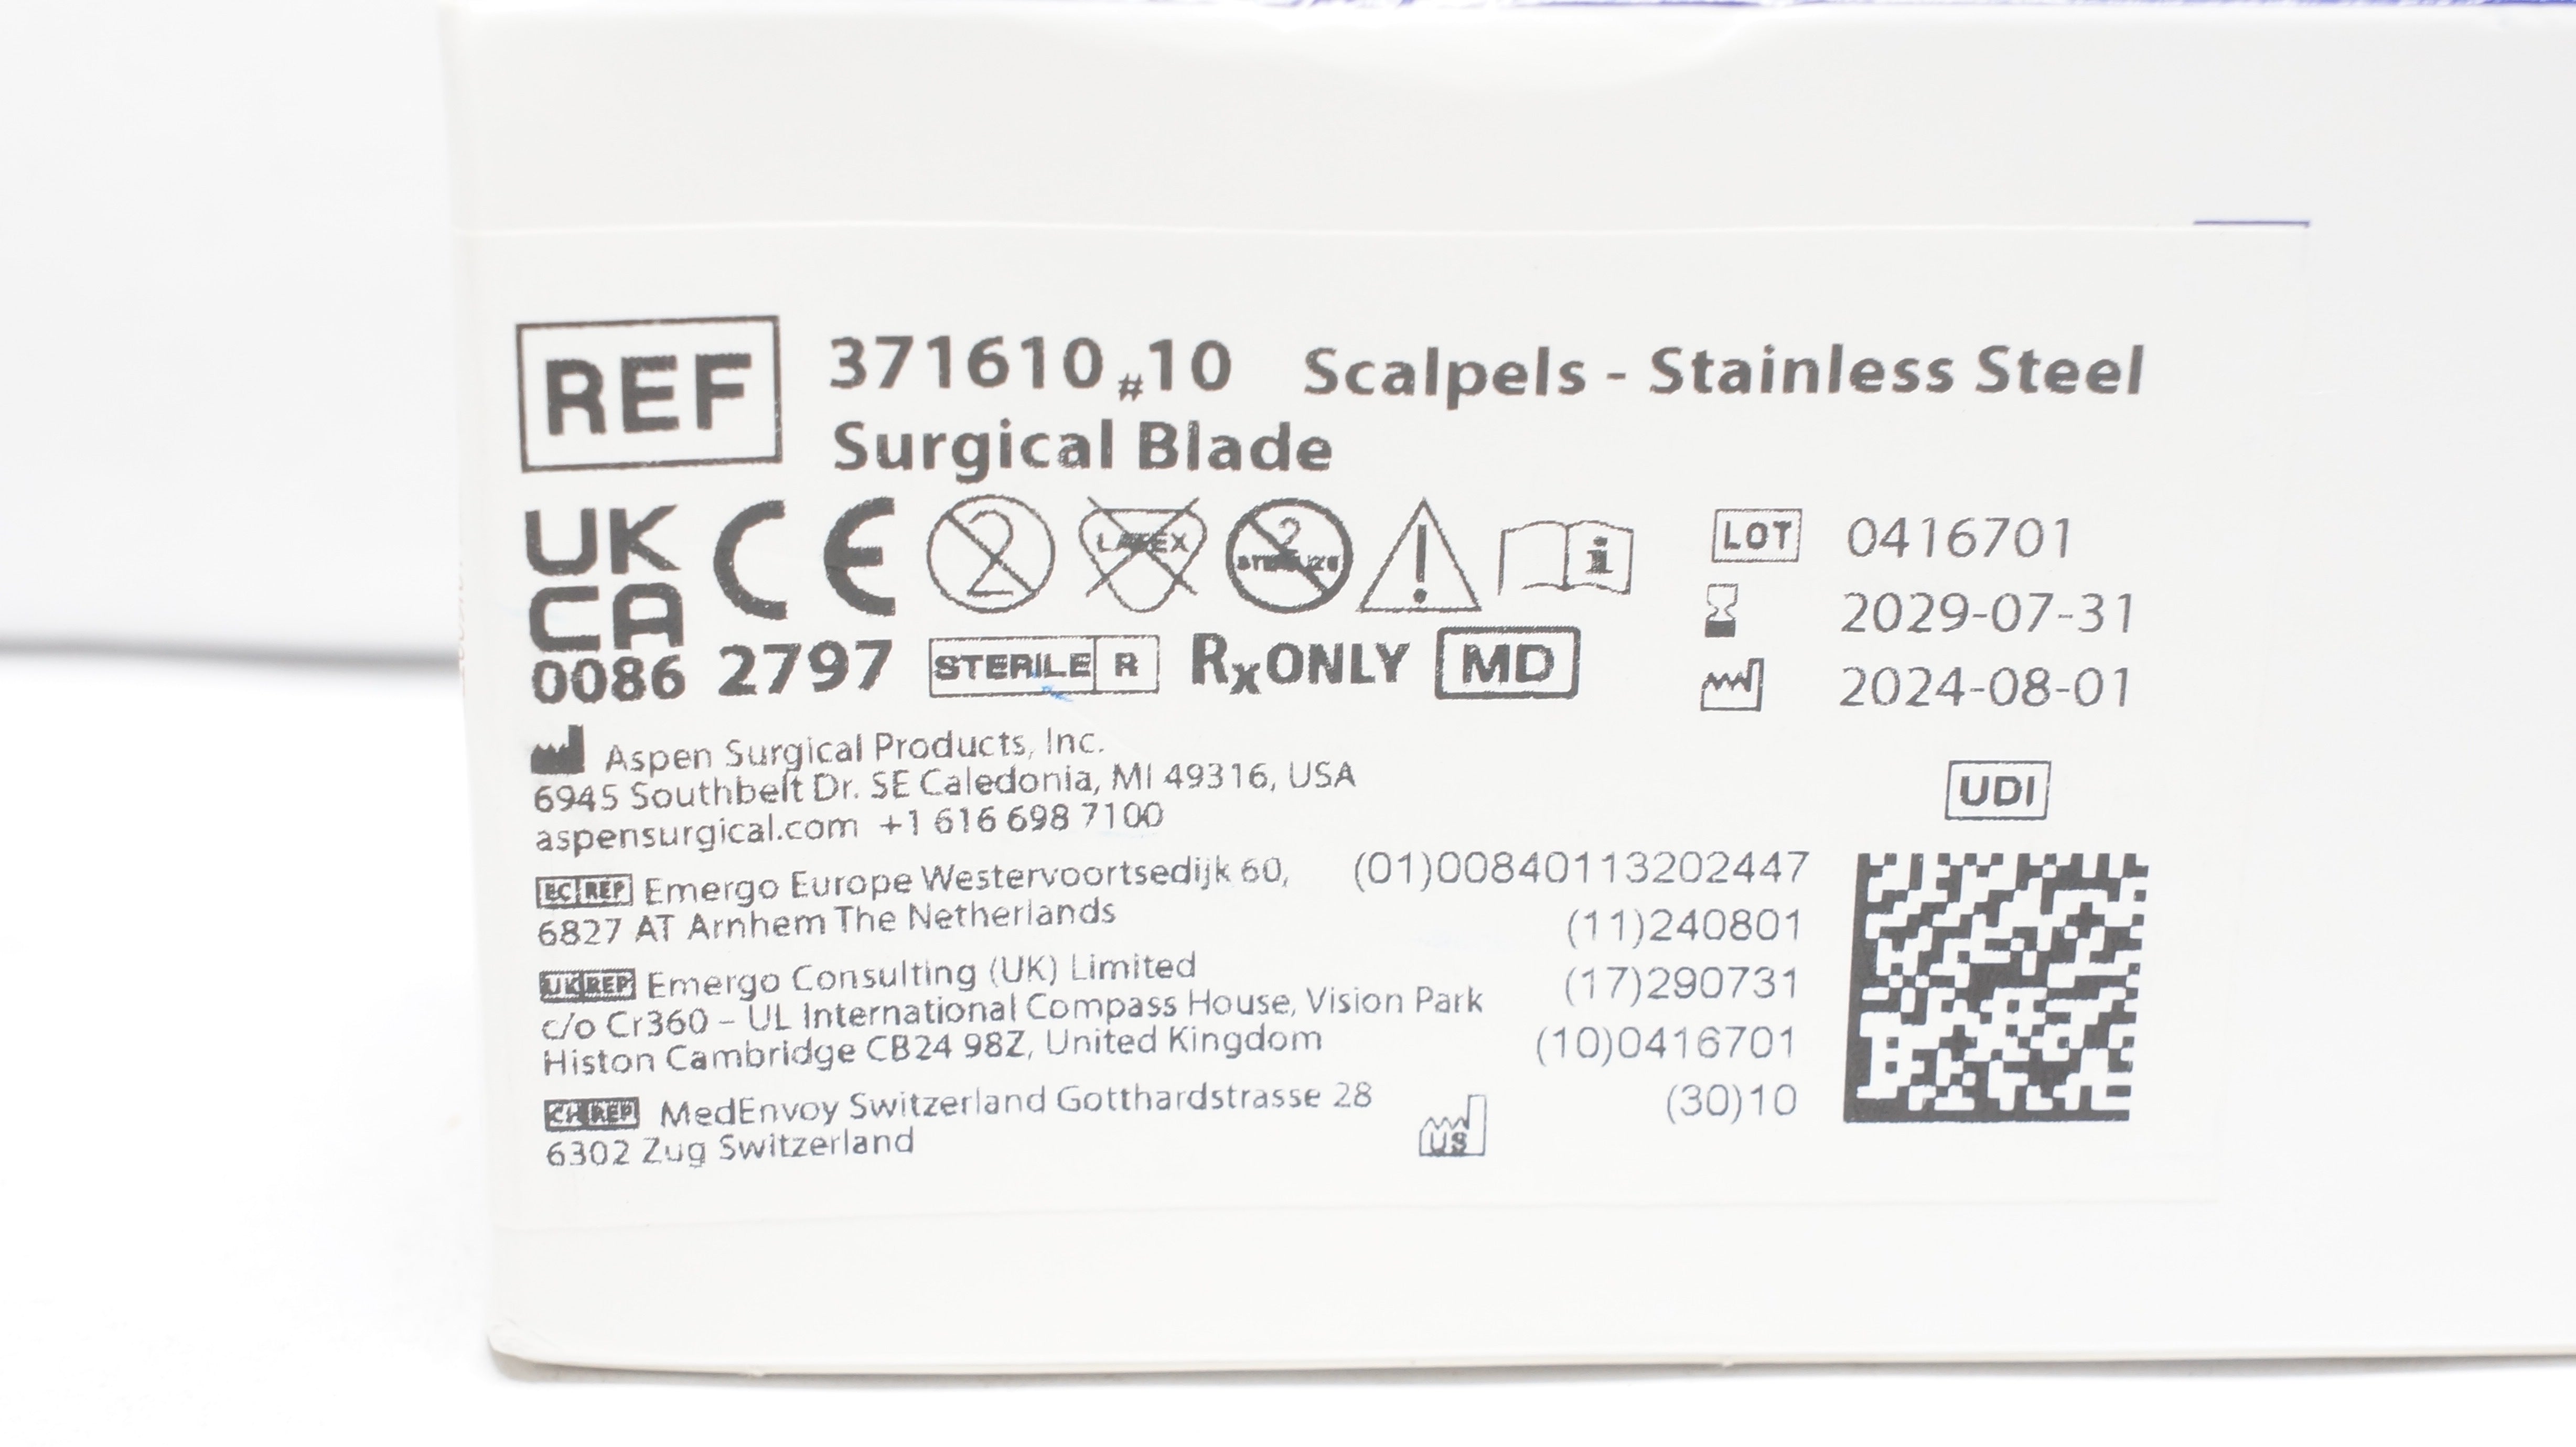 REF 371610 #10 Scalpels - Stainless Steel
Surgical Blade
UK
CA
0086
CE
2797
2
LATEX
2
STERILIZE
STERILE R
Rx ONLY
MD
LOT 0416701
2029-07-31
2024-08-01
Aspen Surgical Products, Inc.
6945 Southbelt Dr. SE Caledonia, MI 49316, USA
aspensurgical.com +1 616 698 7100
EC REP Emergo Europe Westervoortsedijk 60,
6827 AT Arnhem The Netherlands
UK REP Emergo Consulting (UK) Limited
c/o Cr360 – UL International Compass House, Vision Park
Histon Cambridge CB24 9BZ, United Kingdom
CH REP MedEnvoy Switzerland Gotthardstrasse 28
6302 Zug Switzerland
US
UDI
(01)00840113202447
(11)240801
(17)290731
(10)0416701
(30)10